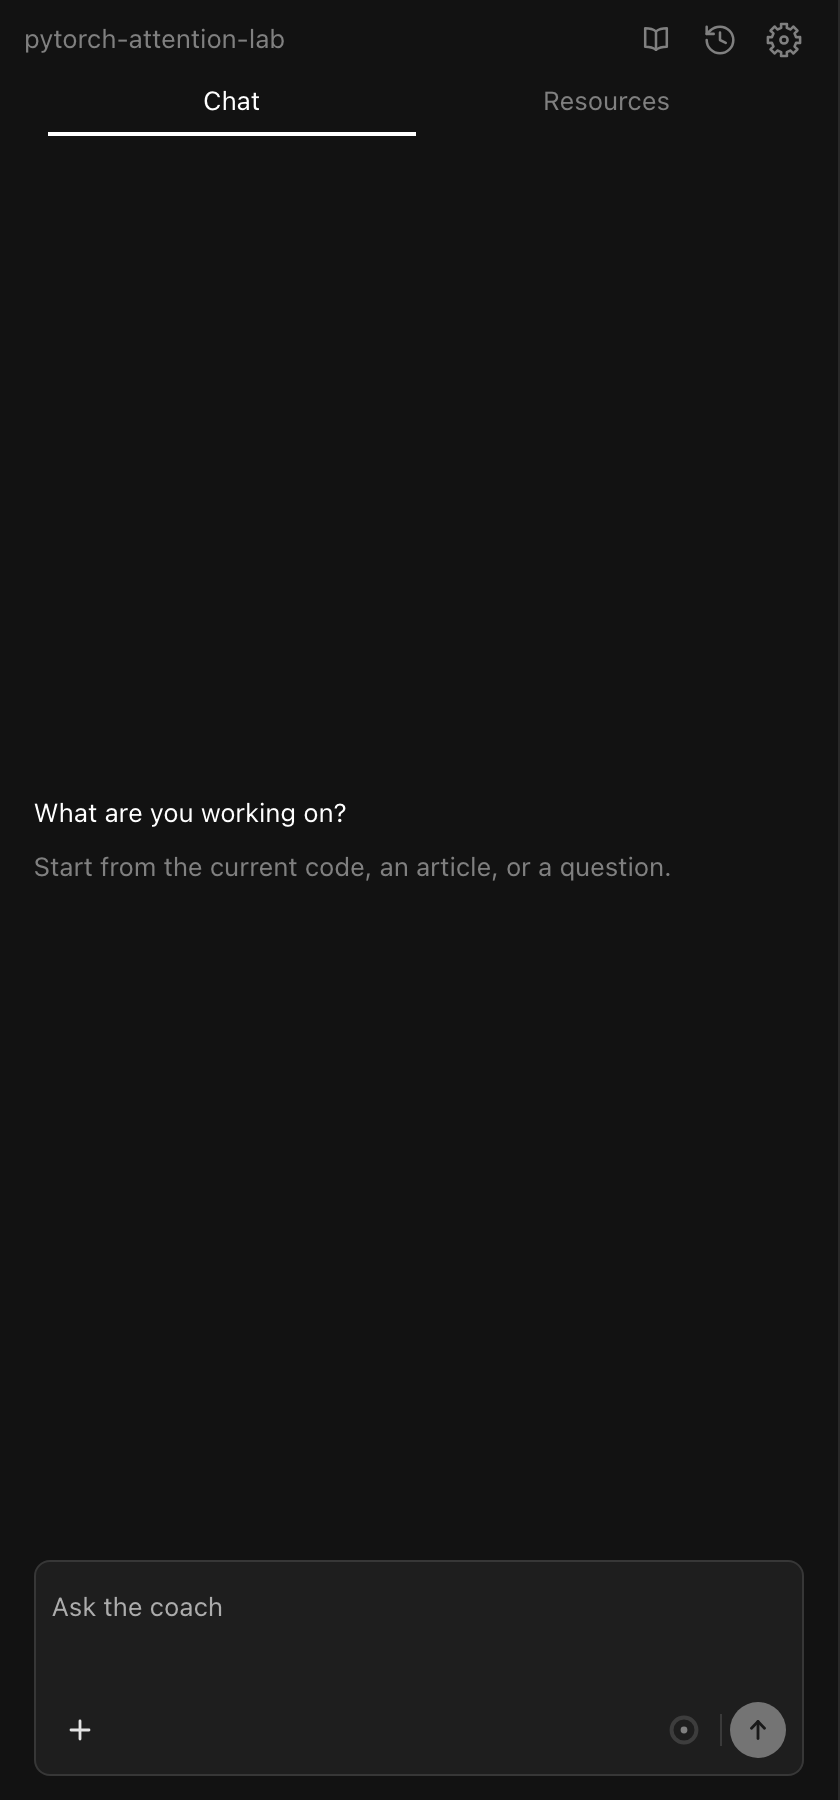 pytorch-attention-lab
Chat
Resources
What are you working on?
Start from the current code, an article, or a question.
Ask the coach